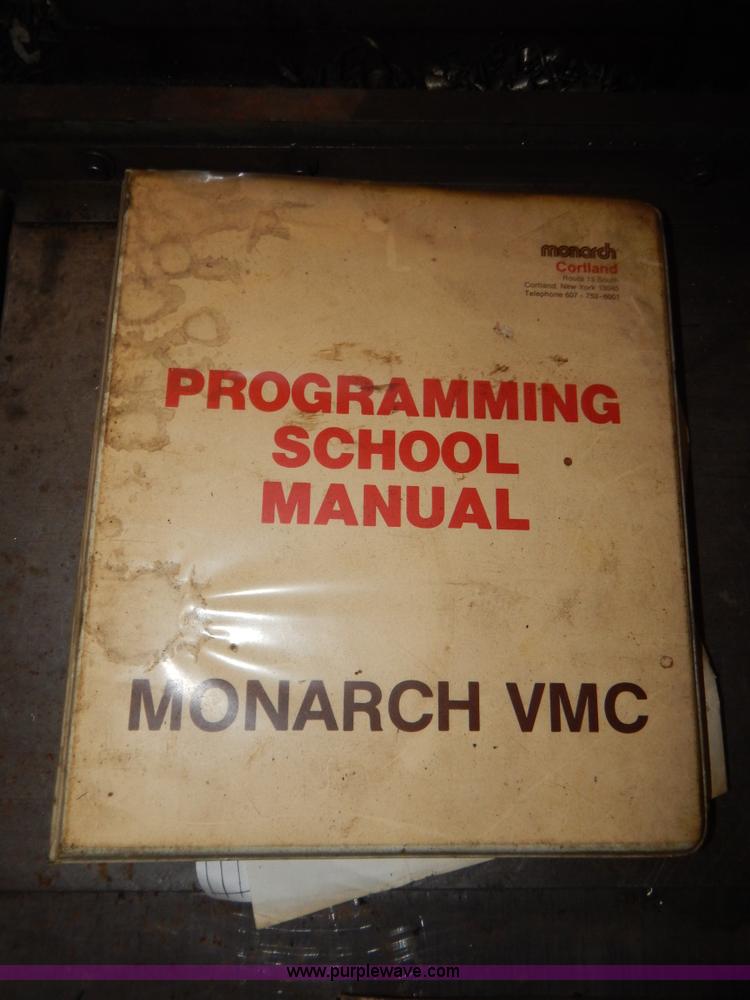 monarch
Cortland
Route 13 South
Cortland, New York 13045
Telephone 607 - 753-6001
PROGRAMMING
SCHOOL
MANUAL
MONARCH VMC
www.purplewave.com